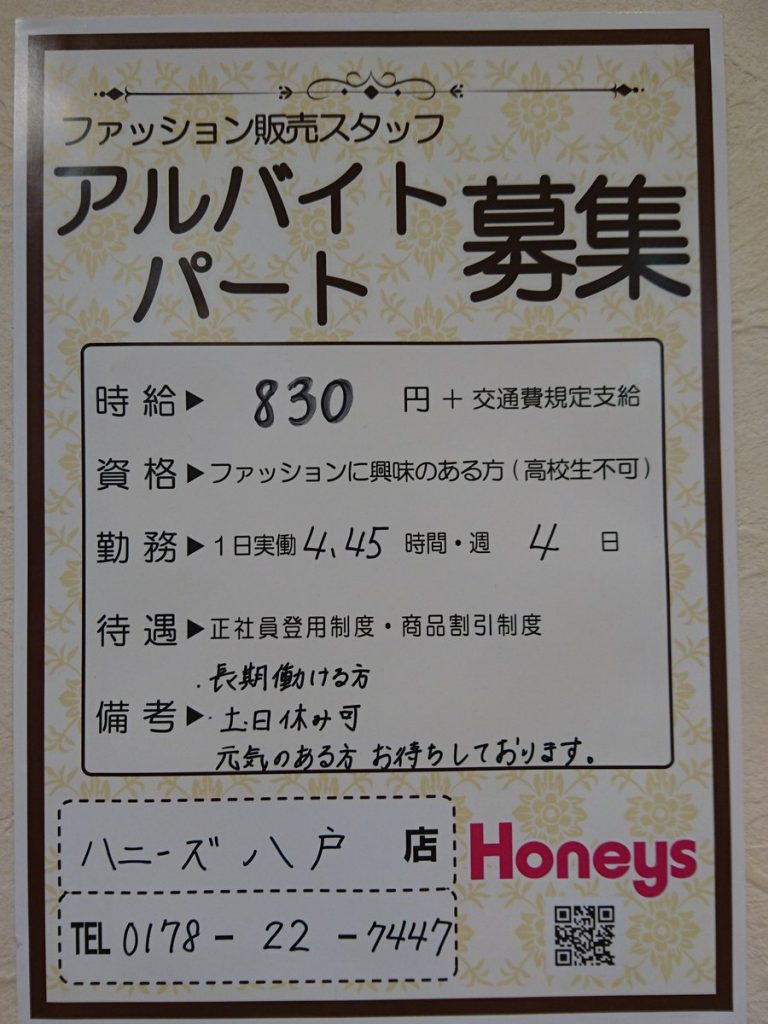 ファッション販売スタッフ
アルバイト
パート
募集
時給▶ 830 円 + 交通費規定支給
資格▶ファッションに興味のある方(高校生不可)
勤務▶1日実働4.45時間・週 4 日
待遇▶正社員登用制度・商品割引制度
備考▶
・長期働ける方
・土日休み可
元気のある方 お待ちしております。
ハニーズ八戸 店
Honeys
TEL 0178-22-7447